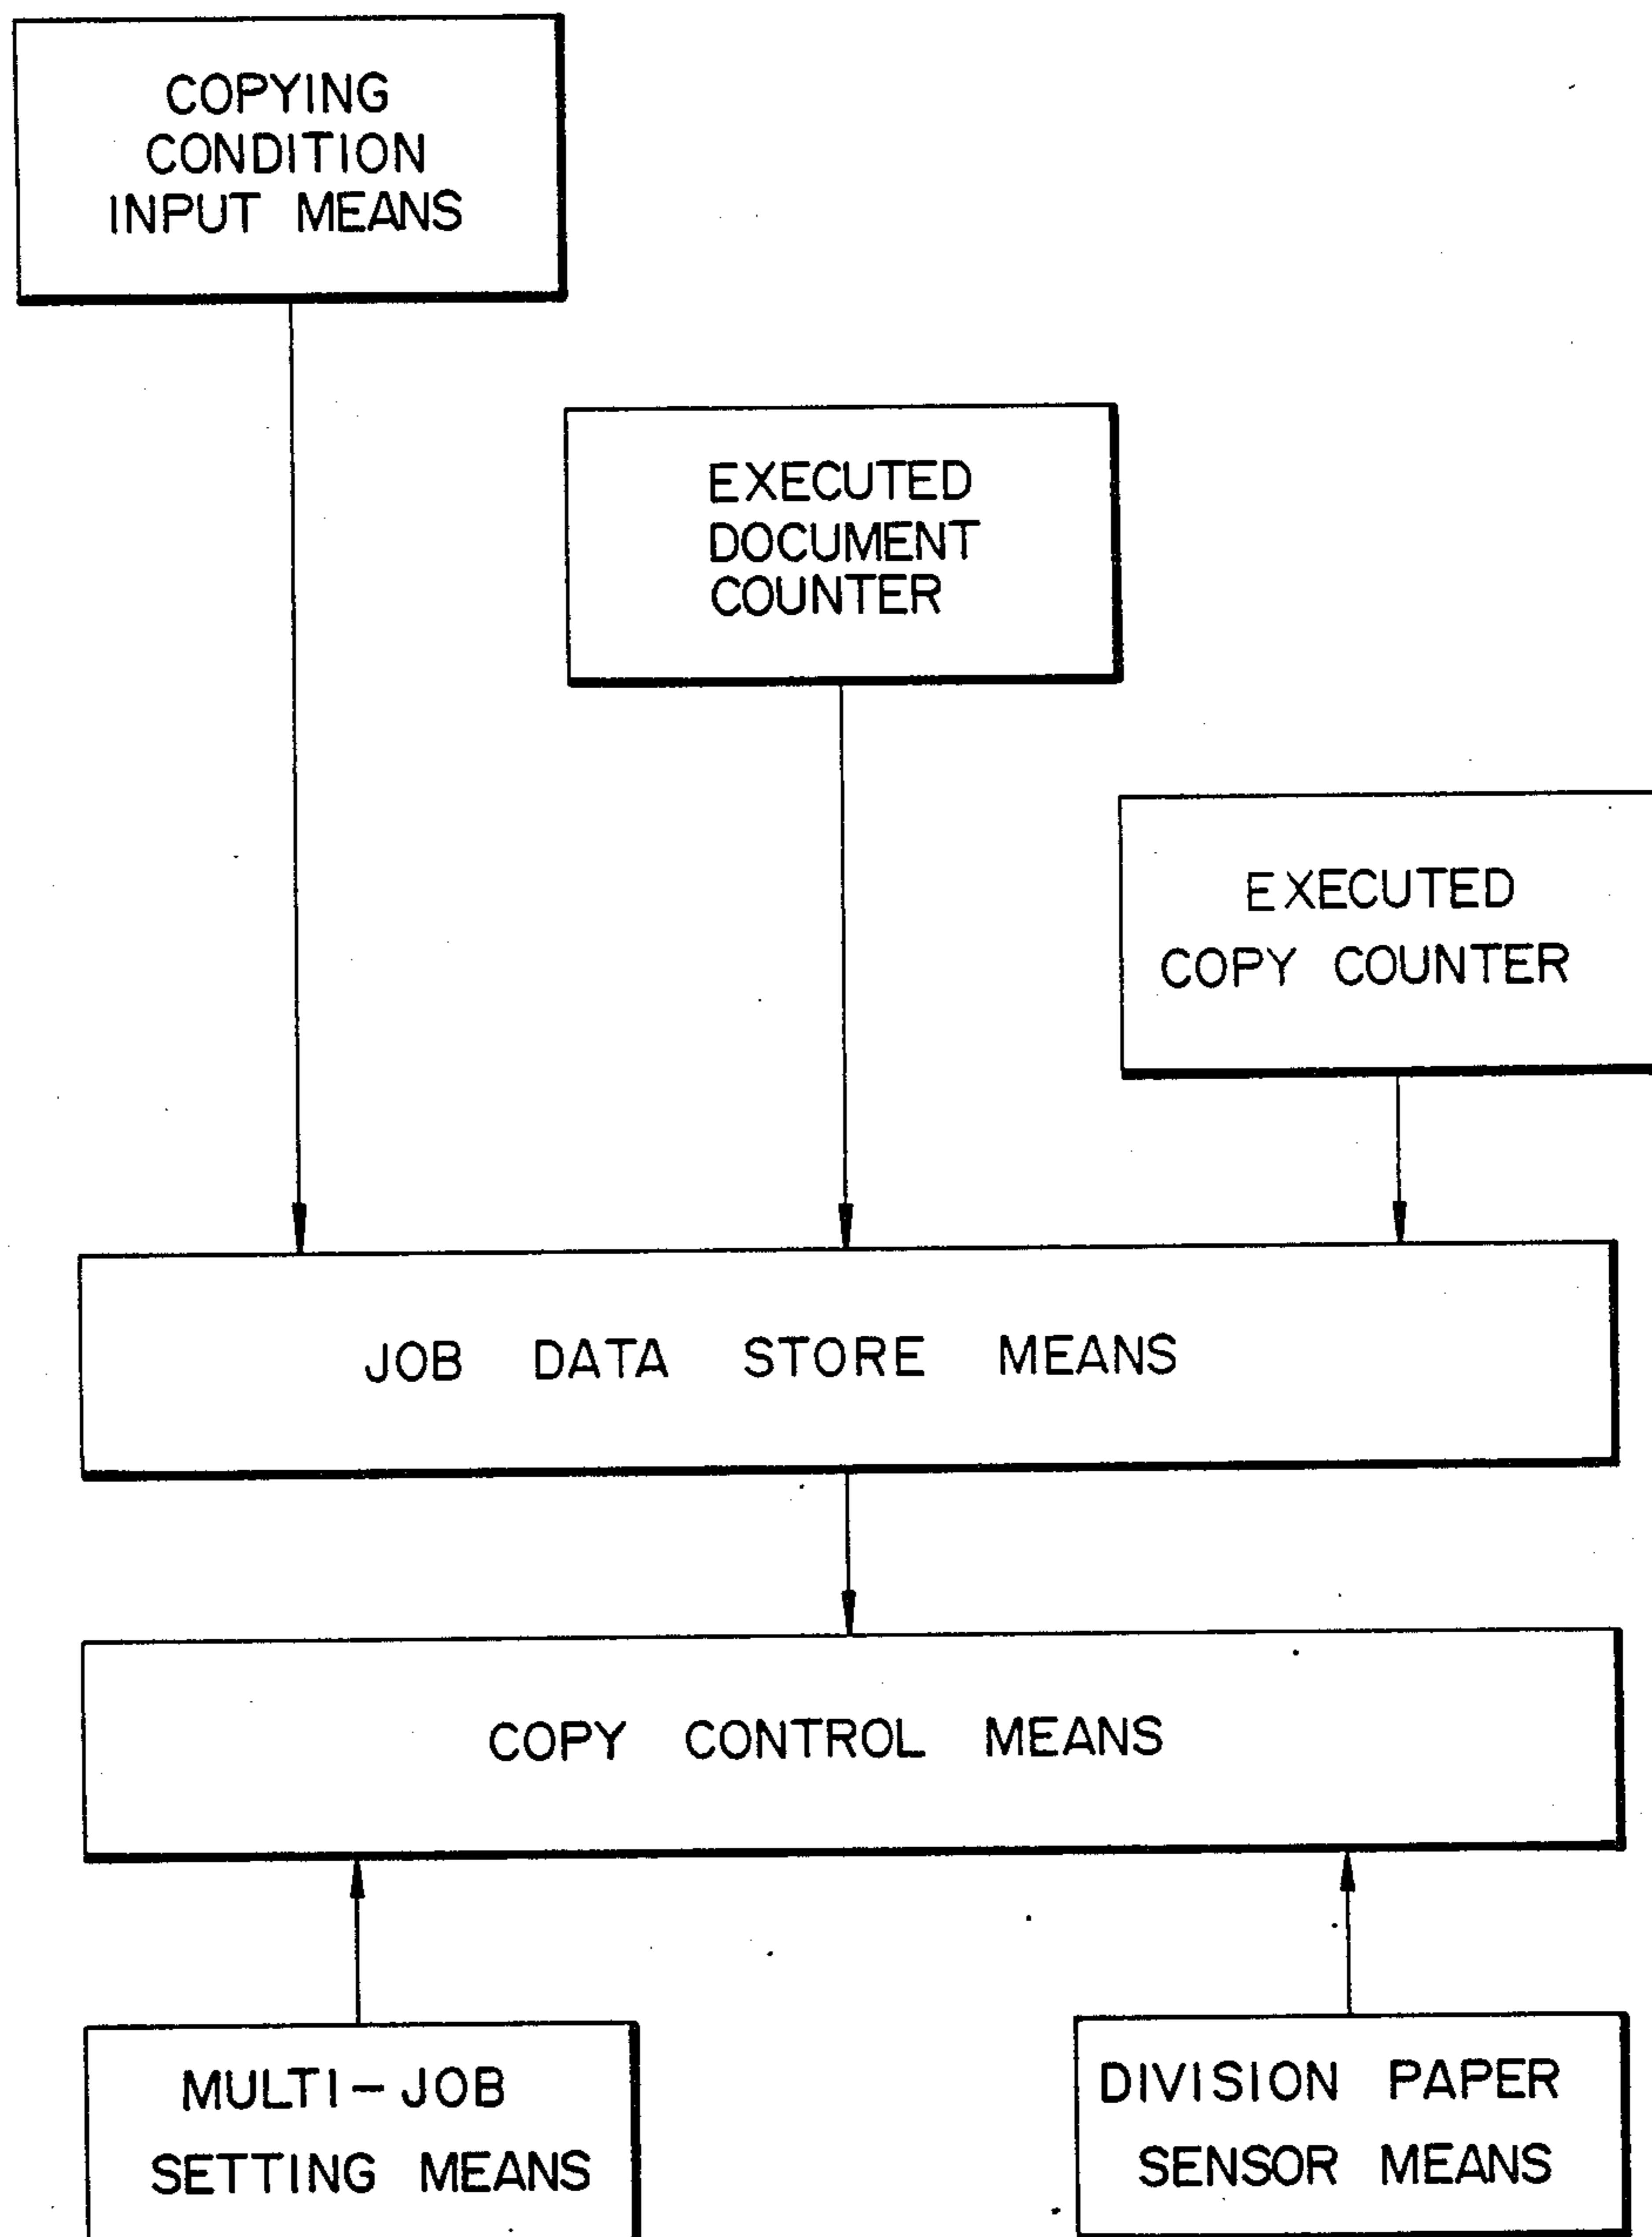 COPYING
CONDITION
INPUT MEANS
EXECUTED
DOCUMENT
COUNTER
EXECUTED
COPY COUNTER
JOB DATA STORE MEANS
COPY CONTROL MEANS
MULTI-JOB
SETTING MEANS
DIVISION PAPER
SENSOR MEANS